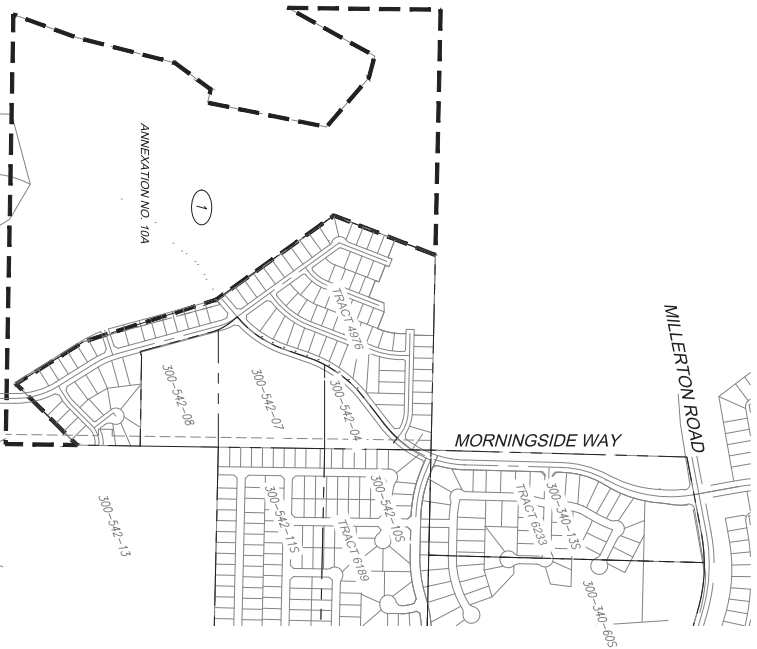 ANNEXATION NO. 10A
1
TRACT 4976
MILLERTON ROAD
300-542-08
300-542-07
300-542-04
MORNINGSIDE WAY
300-542-13
300-542-11S
TRACT 6189
300-542-10S
TRACT 6233
300-340-13S
300-340-60S